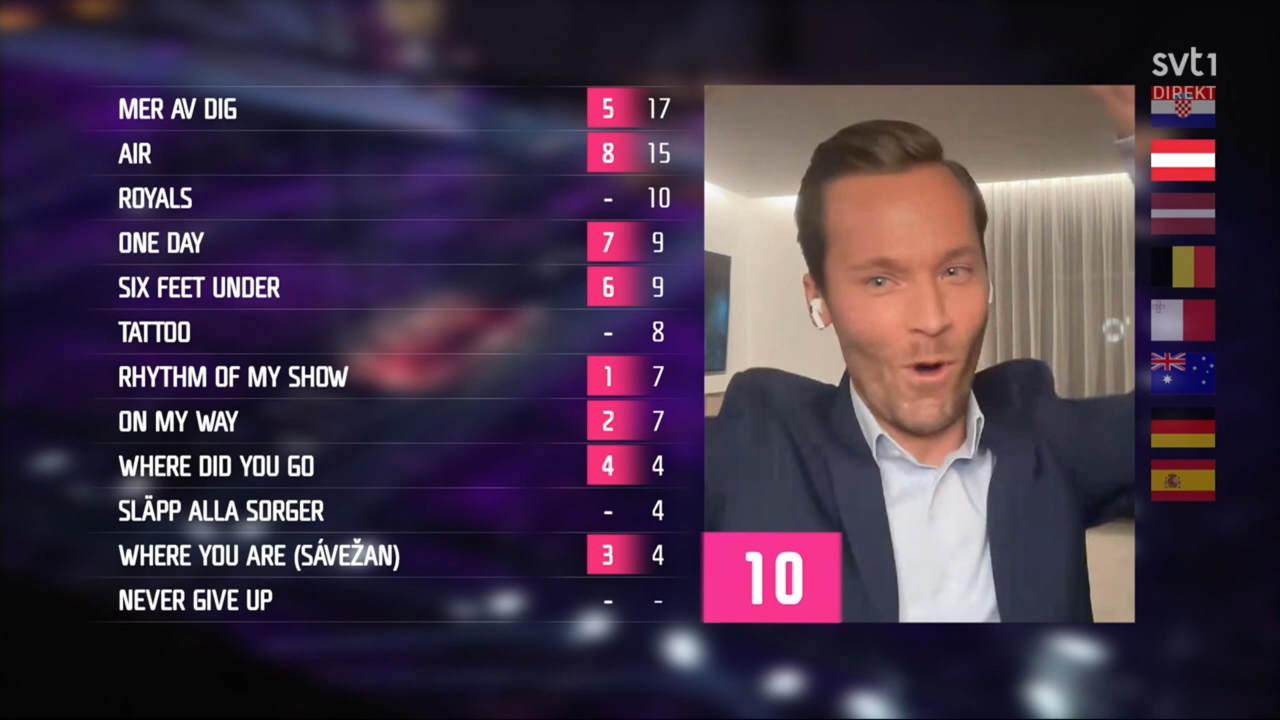 svt1
DIREKT
MER AV DIG 5 17
AIR 8 15
ROYALS - 10
ONE DAY 7 9
SIX FEET UNDER 6 9
TATTOO - 8
RHYTHM OF MY SHOW 1 7
ON MY WAY 2 7
WHERE DID YOU GO 4 4
SLÄPP ALLA SORGER - 4
WHERE YOU ARE (SÁVEŽAN) 3 4
NEVER GIVE UP - -
10